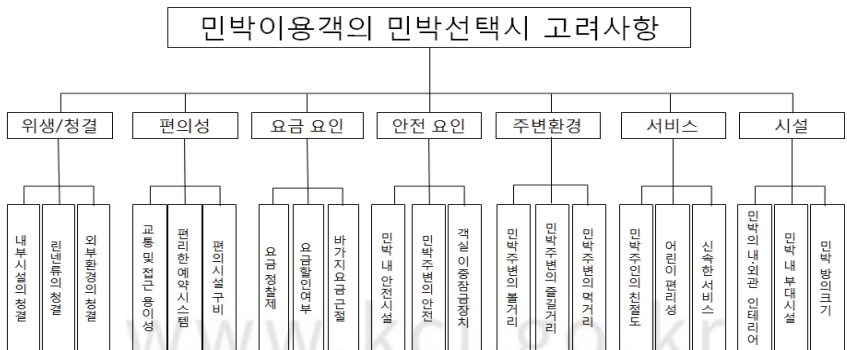 민박이용객의 민박선택시 고려사항
위생/청결
편의성
요금 요인
안전 요인
주변환경
서비스
시설
내부시설의 청결
린넨류의 청결
외부환경의 청결
교통 및 접근 용이성
편리한 예약시스템
편의시설 구비
요금 정찰제
요금할인여부
바가지요금 근절
민박 내 안전시설
민박주변의 안전
객실 이중잠금장치
민박주변의 볼거리
민박주변의 즐길거리
민박주변의 먹거리
민박주인의 친절도
어린이 편리성
신속한 서비스
민박의 내·외관 인테리어
민박 내 부대시설
민박 방의크기
www.kci.go.kr